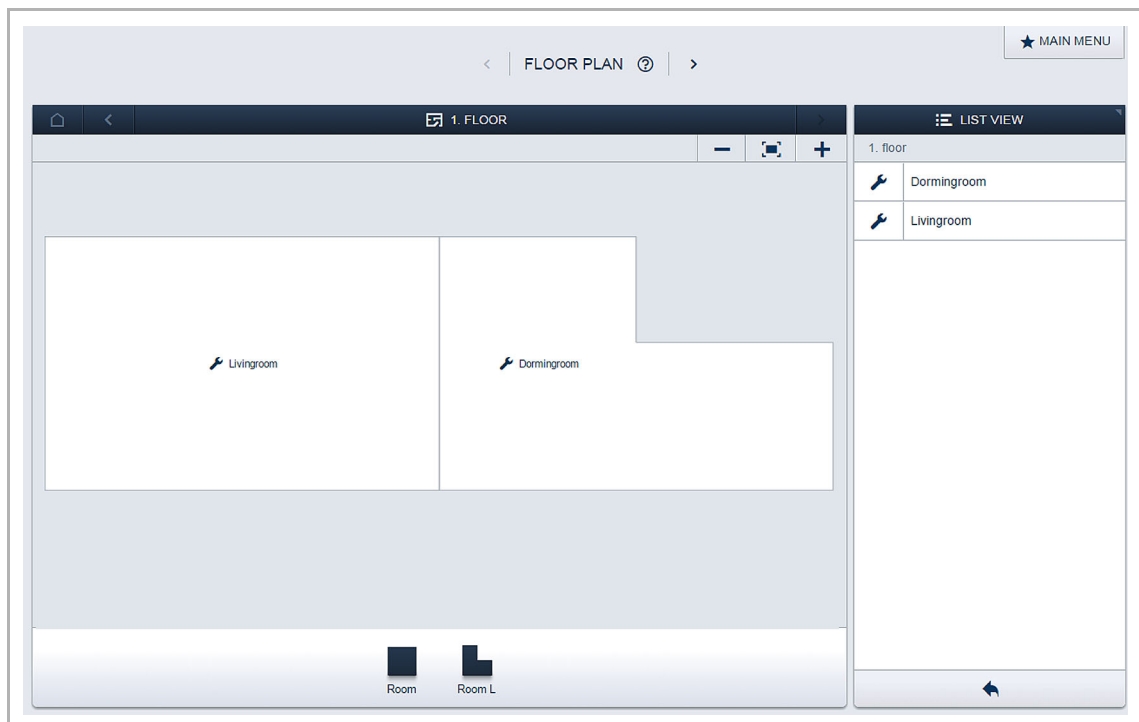 MAIN MENU
FLOOR PLAN
1. FLOOR
LIST VIEW
1. floor
Dormingroom
Livingroom
Livingroom
Dormingroom
Room
Room L